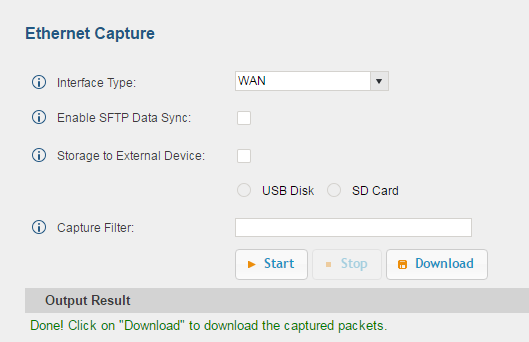 Ethernet Capture
Interface Type: WAN
Enable SFTP Data Sync:
Storage to External Device:
USB Disk SD Card
Capture Filter:
Start Stop Download
Output Result
Done! Click on "Download" to download the captured packets.